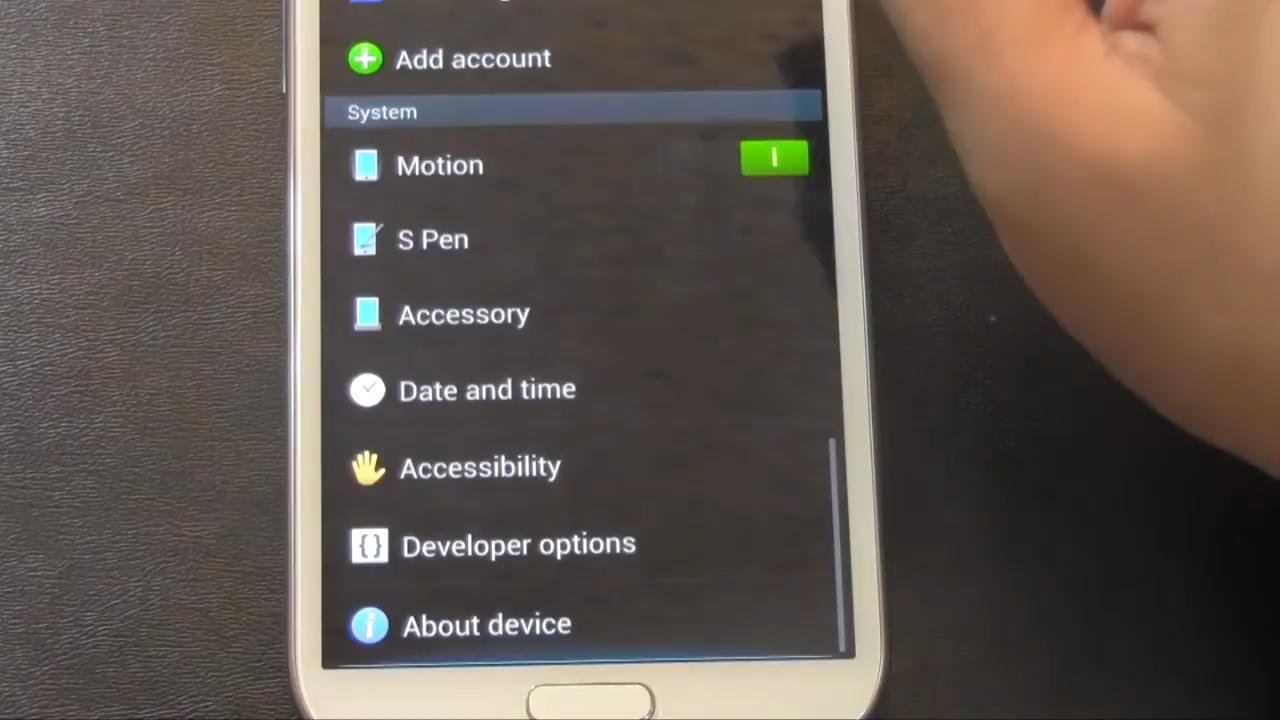 Add account
System
Motion
S Pen
Accessory
Date and time
Accessibility
Developer options
About device